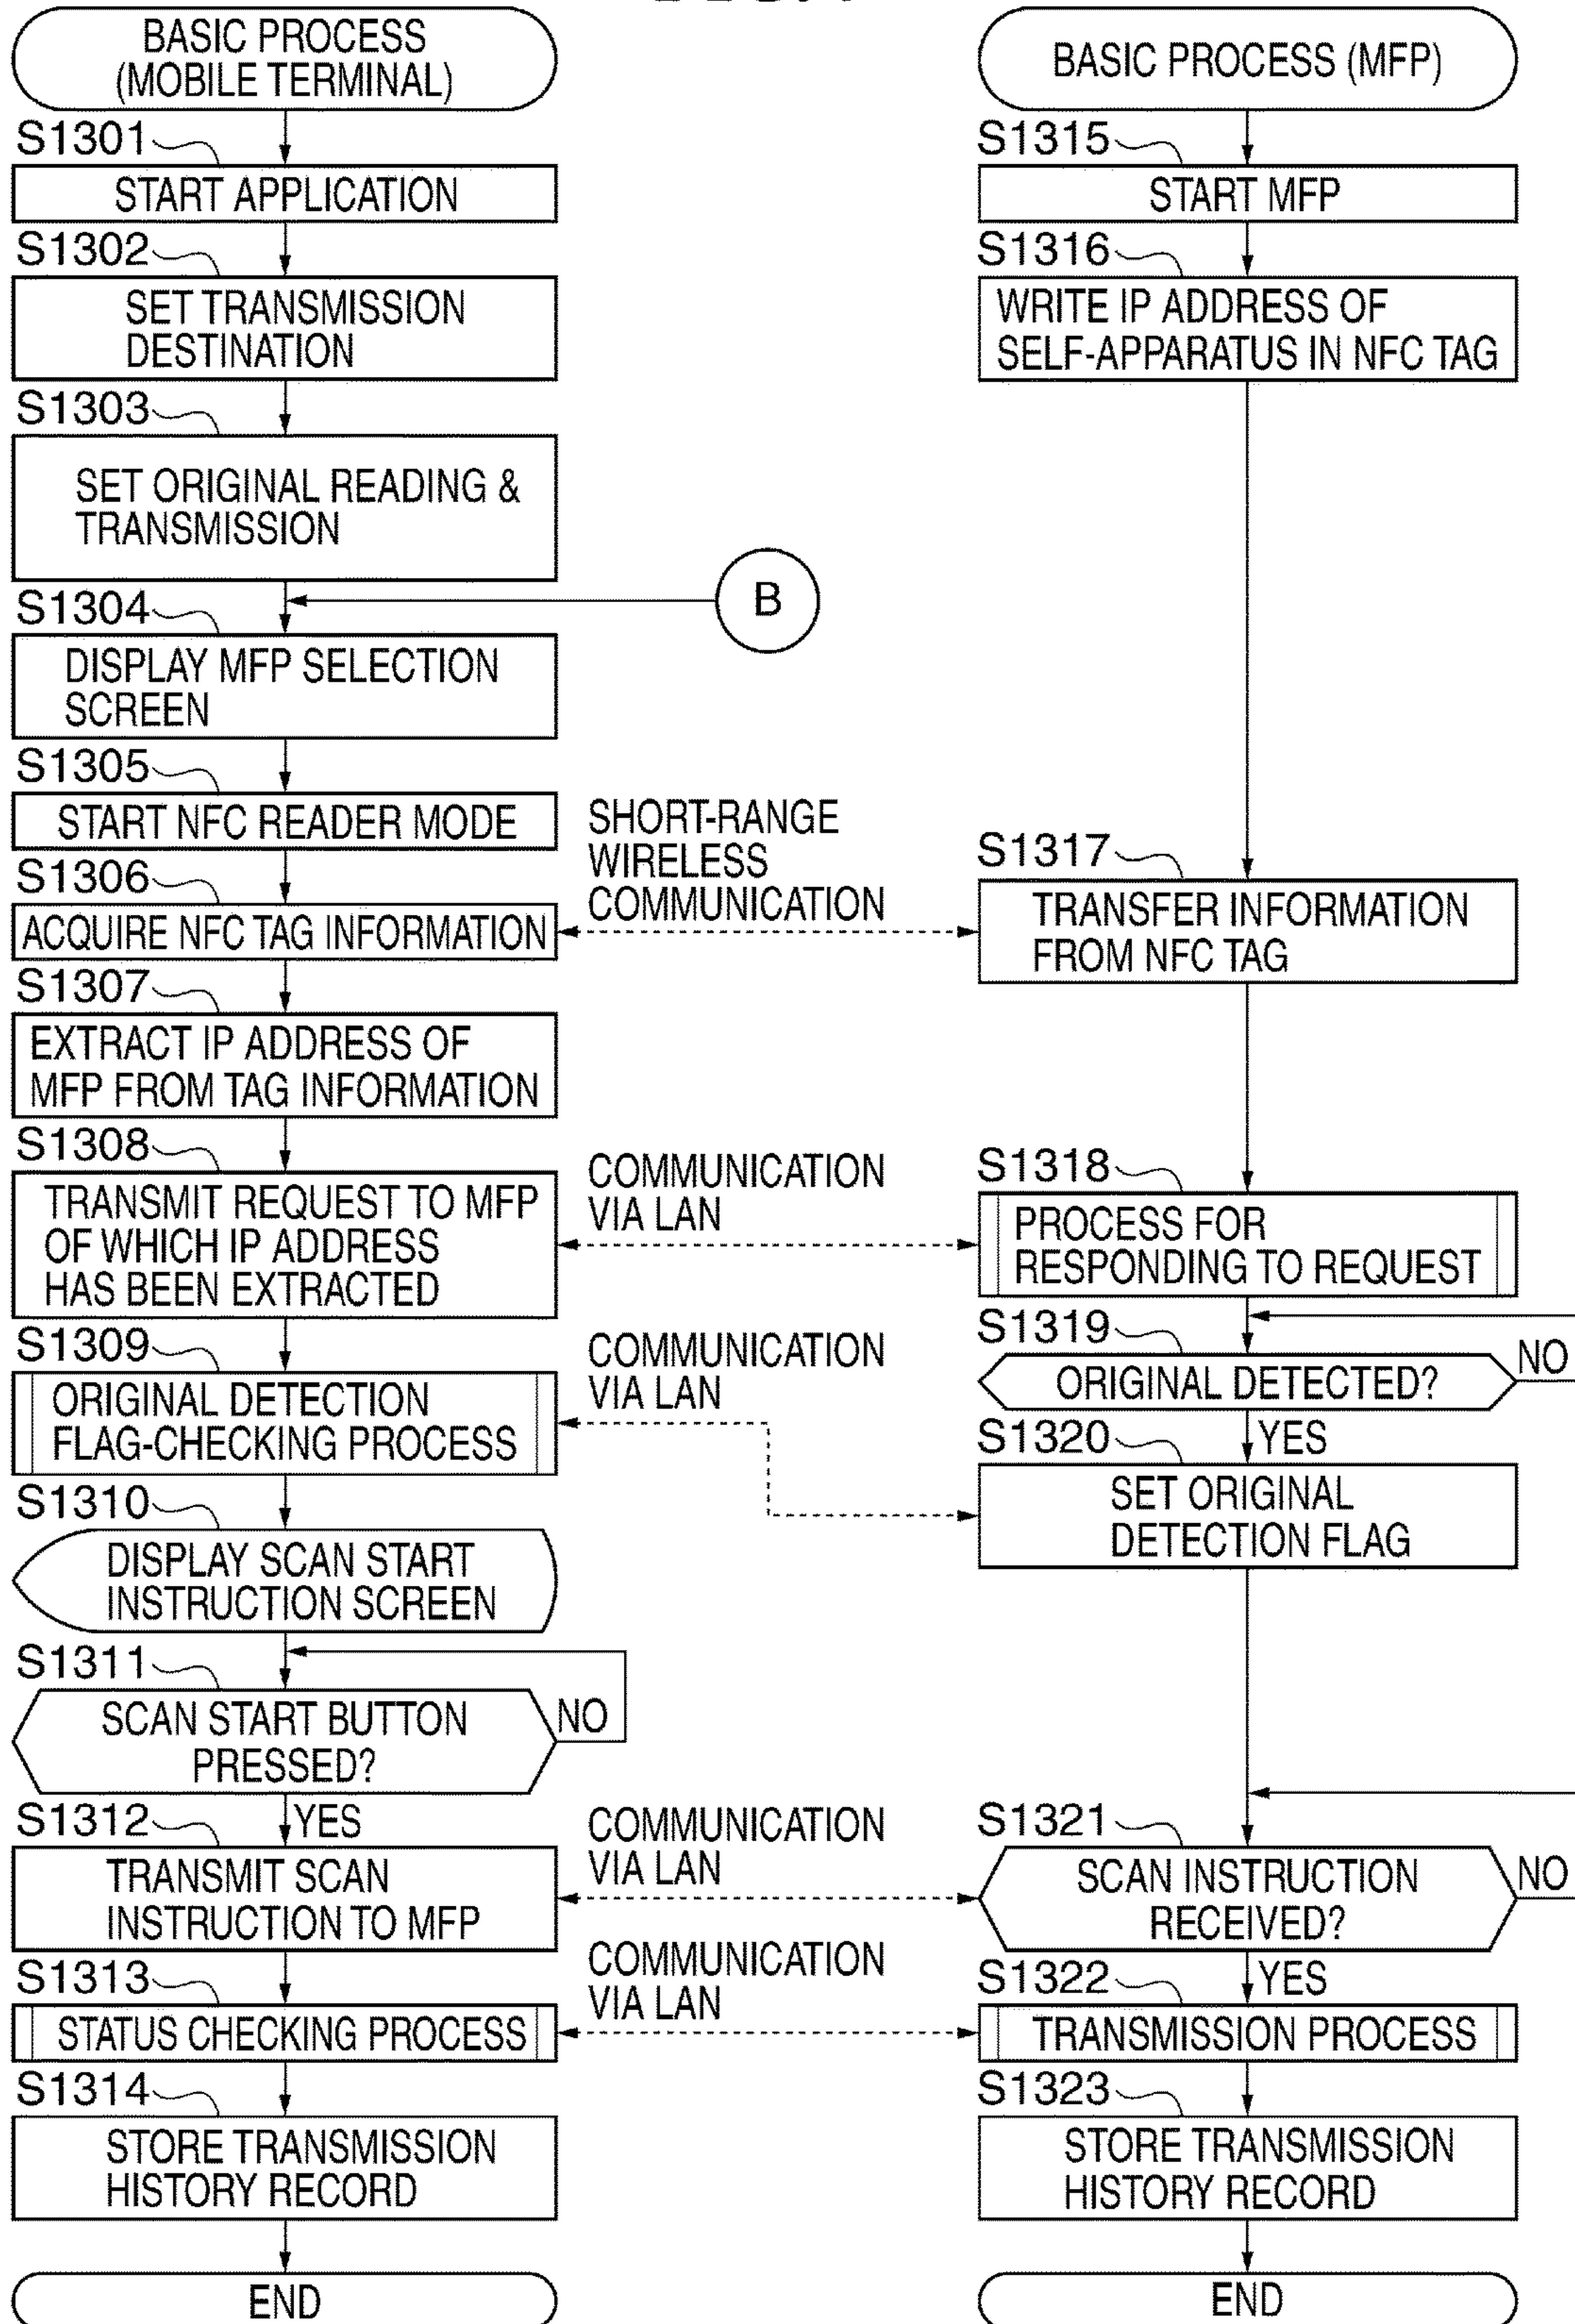 BASIC PROCESS
(MOBILE TERMINAL)
S1301
START APPLICATION
S1302
SET TRANSMISSION
DESTINATION
S1303
SET ORIGINAL READING &
TRANSMISSION
B
S1304
DISPLAY MFP SELECTION
SCREEN
S1305
START NFC READER MODE
S1306
ACQUIRE NFC TAG INFORMATION
SHORT-RANGE
WIRELESS
COMMUNICATION
S1307
EXTRACT IP ADDRESS OF
MFP FROM TAG INFORMATION
S1308
TRANSMIT REQUEST TO MFP
OF WHICH IP ADDRESS
HAS BEEN EXTRACTED
COMMUNICATION
VIA LAN
S1309
ORIGINAL DETECTION
FLAG-CHECKING PROCESS
COMMUNICATION
VIA LAN
S1310
DISPLAY SCAN START
INSTRUCTION SCREEN
S1311
SCAN START BUTTON
PRESSED?
NO
YES
S1312
TRANSMIT SCAN
INSTRUCTION TO MFP
COMMUNICATION
VIA LAN
S1313
STATUS CHECKING PROCESS
COMMUNICATION
VIA LAN
S1314
STORE TRANSMISSION
HISTORY RECORD
END
BASIC PROCESS (MFP)
S1315
START MFP
S1316
WRITE IP ADDRESS OF
SELF-APPARATUS IN NFC TAG
S1317
TRANSFER INFORMATION
FROM NFC TAG
S1318
PROCESS FOR
RESPONDING TO REQUEST
S1319
ORIGINAL DETECTED?
NO
YES
S1320
SET ORIGINAL
DETECTION FLAG
S1321
SCAN INSTRUCTION
RECEIVED?
NO
YES
S1322
TRANSMISSION PROCESS
S1323
STORE TRANSMISSION
HISTORY RECORD
END